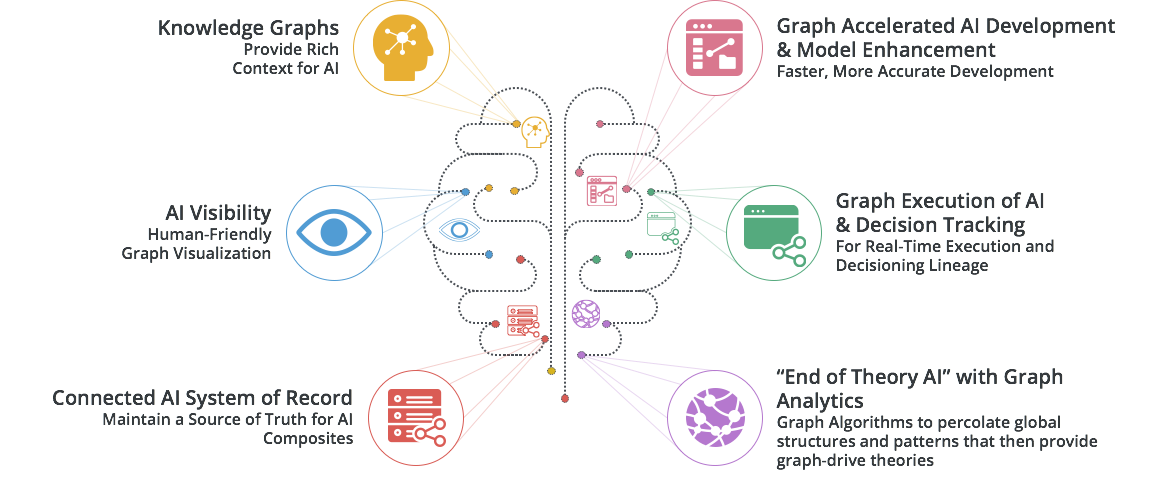 Knowledge Graphs
Provide Rich
Context for AI
Graph Accelerated AI Development
& Model Enhancement
Faster, More Accurate Development
AI Visibility
Human-Friendly
Graph Visualization
Graph Execution of AI
& Decision Tracking
For Real-Time Execution and
Decisioning Lineage
Connected AI System of Record
Maintain a Source of Truth for AI
Composites
“End of Theory AI” with Graph
Analytics
Graph Algorithms to percolate global
structures and patterns that then provide
graph-drive theories